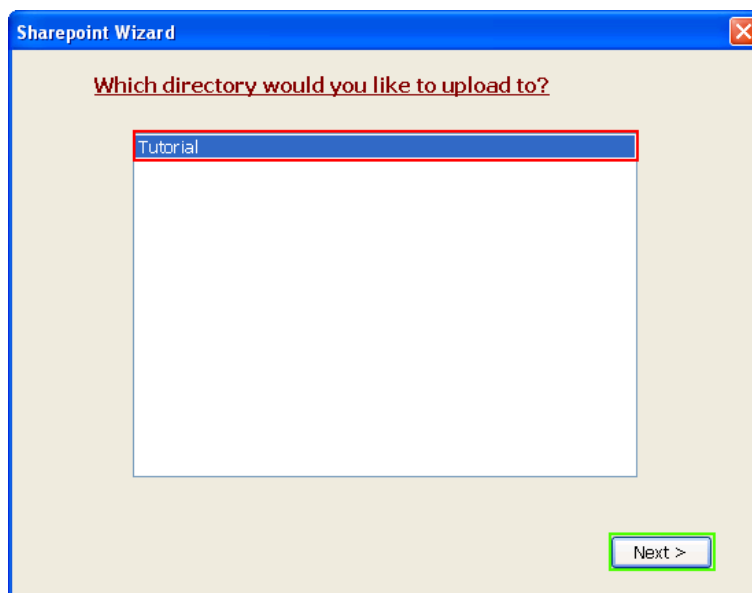 Sharepoint Wizard
Which directory would you like to upload to?
Tutorial
Next >